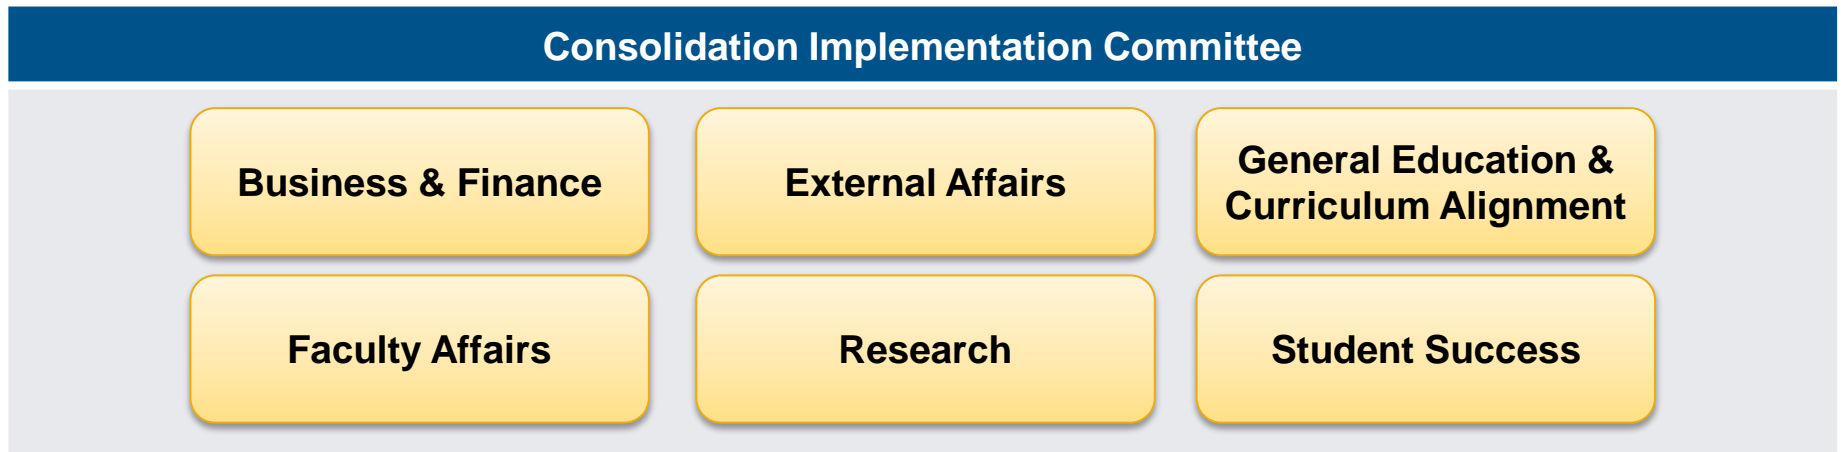 Consolidation Implementation Committee
Business & Finance
External Affairs
General Education &
Curriculum Alignment
Faculty Affairs
Research
Student Success